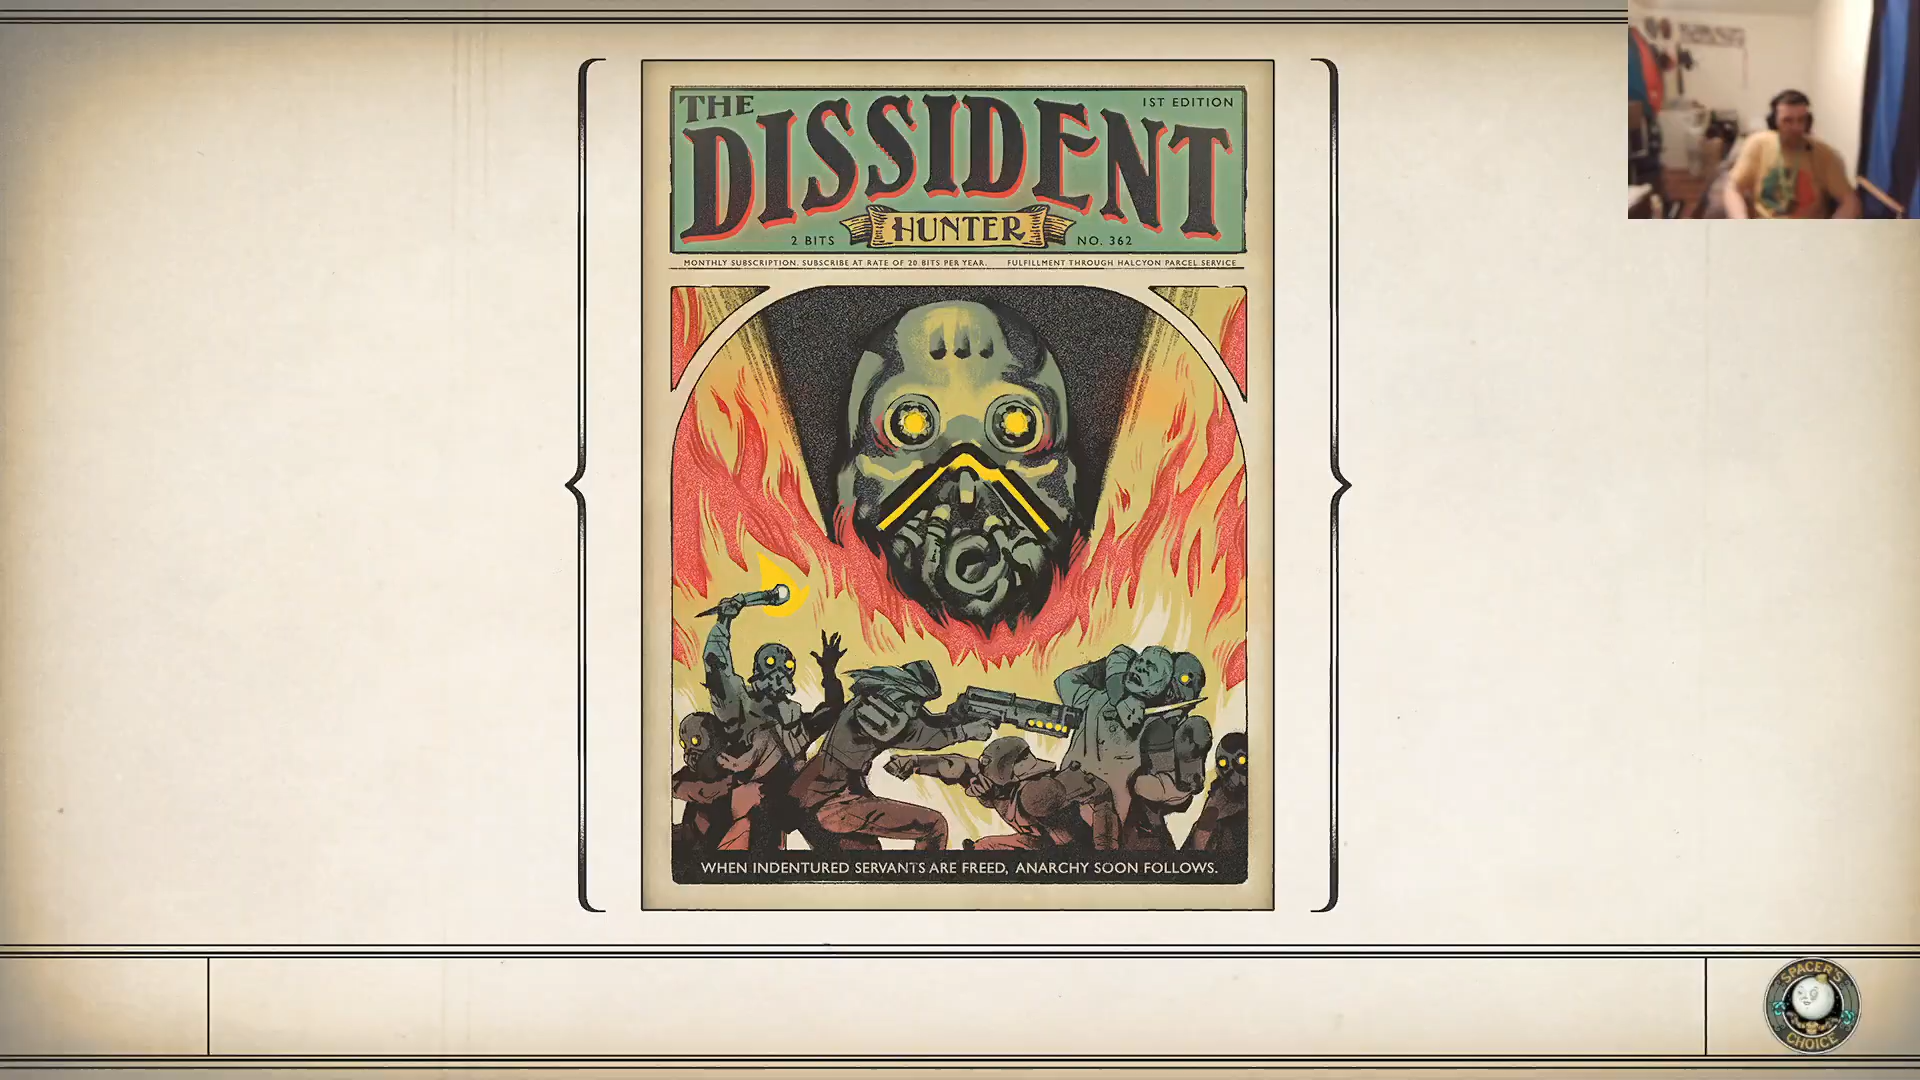 THE
1ST EDITION
DISSIDENT
HUNTER
2 BITS
NO. 362
MONTHLY SUBSCRIPTION. SUBSCRIBE AT RATE OF 20 BITS PER YEAR. FULFILLMENT THROUGH HALCYON PARCEL SERVICE
WHEN INDENTURED SERVANTS ARE FREED, ANARCHY SOON FOLLOWS.
SPACER'S
CHOICE